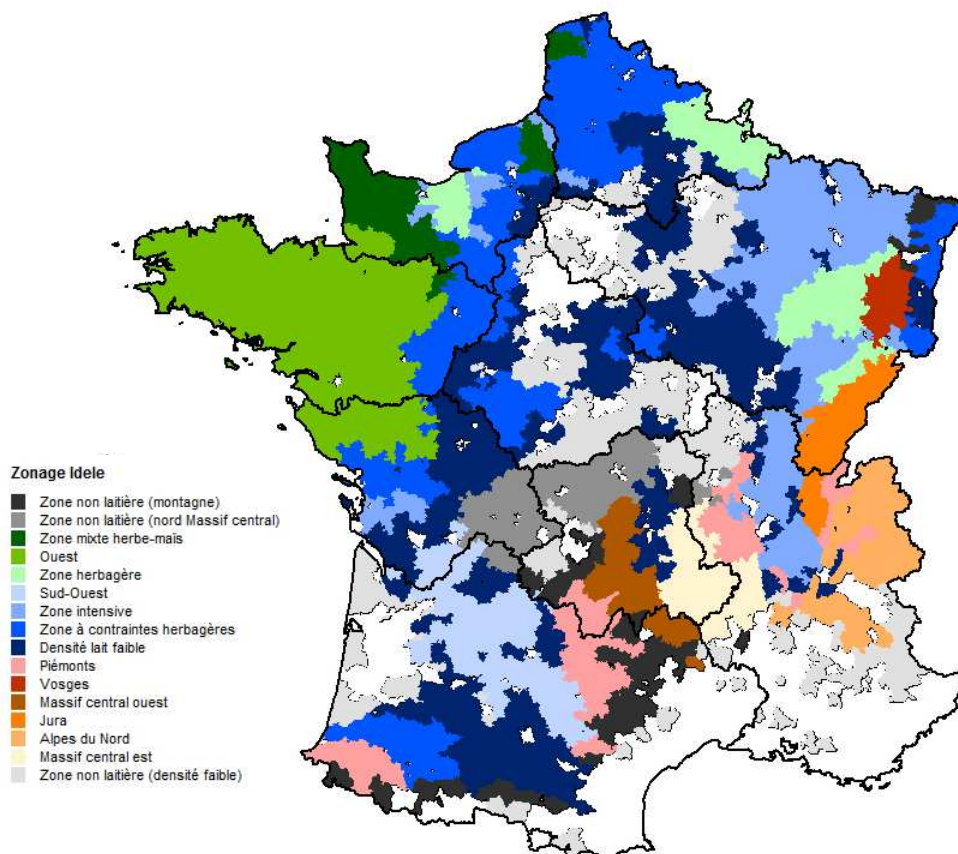 Zonage Idele
Zone non laitière (montagne)
Zone non laitière (nord Massif central)
Zone mixte herbe-maïs
Ouest
Zone herbagère
Sud-Ouest
Zone intensive
Zone à contraintes herbagères
Densité lait faible
Piémonts
Vosges
Massif central ouest
Jura
Alpes du Nord
Massif central est
Zone non laitière (densité faible)